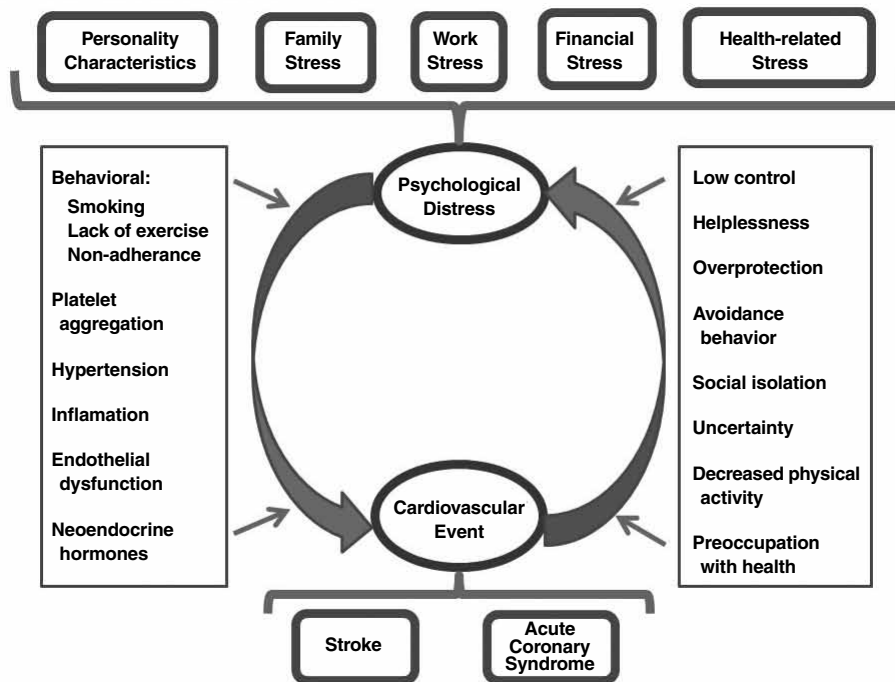 Personality
Characteristics
Family
Stress
Work
Stress
Financial
Stress
Health-related
Stress
Behavioral:
Smoking
Lack of exercise
Non-adherance
Platelet
aggregation
Hypertension
Inflamation
Endothelial
dysfunction
Neoendocrine
hormones
Psychological
Distress
Cardiovascular
Event
Low control
Helplessness
Overprotection
Avoidance
behavior
Social isolation
Uncertainty
Decreased physical
activity
Preoccupation
with health
Stroke
Acute
Coronary
Syndrome